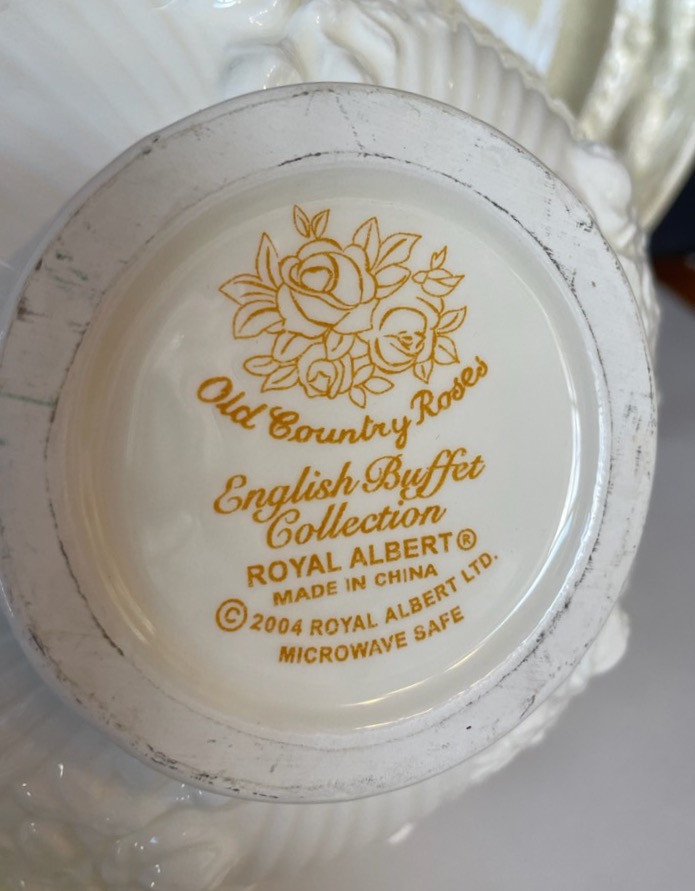 Old Country Roses
English Buffet
Collection
ROYAL ALBERT®
MADE IN CHINA
© 2004 ROYAL ALBERT LTD.
MICROWAVE SAFE